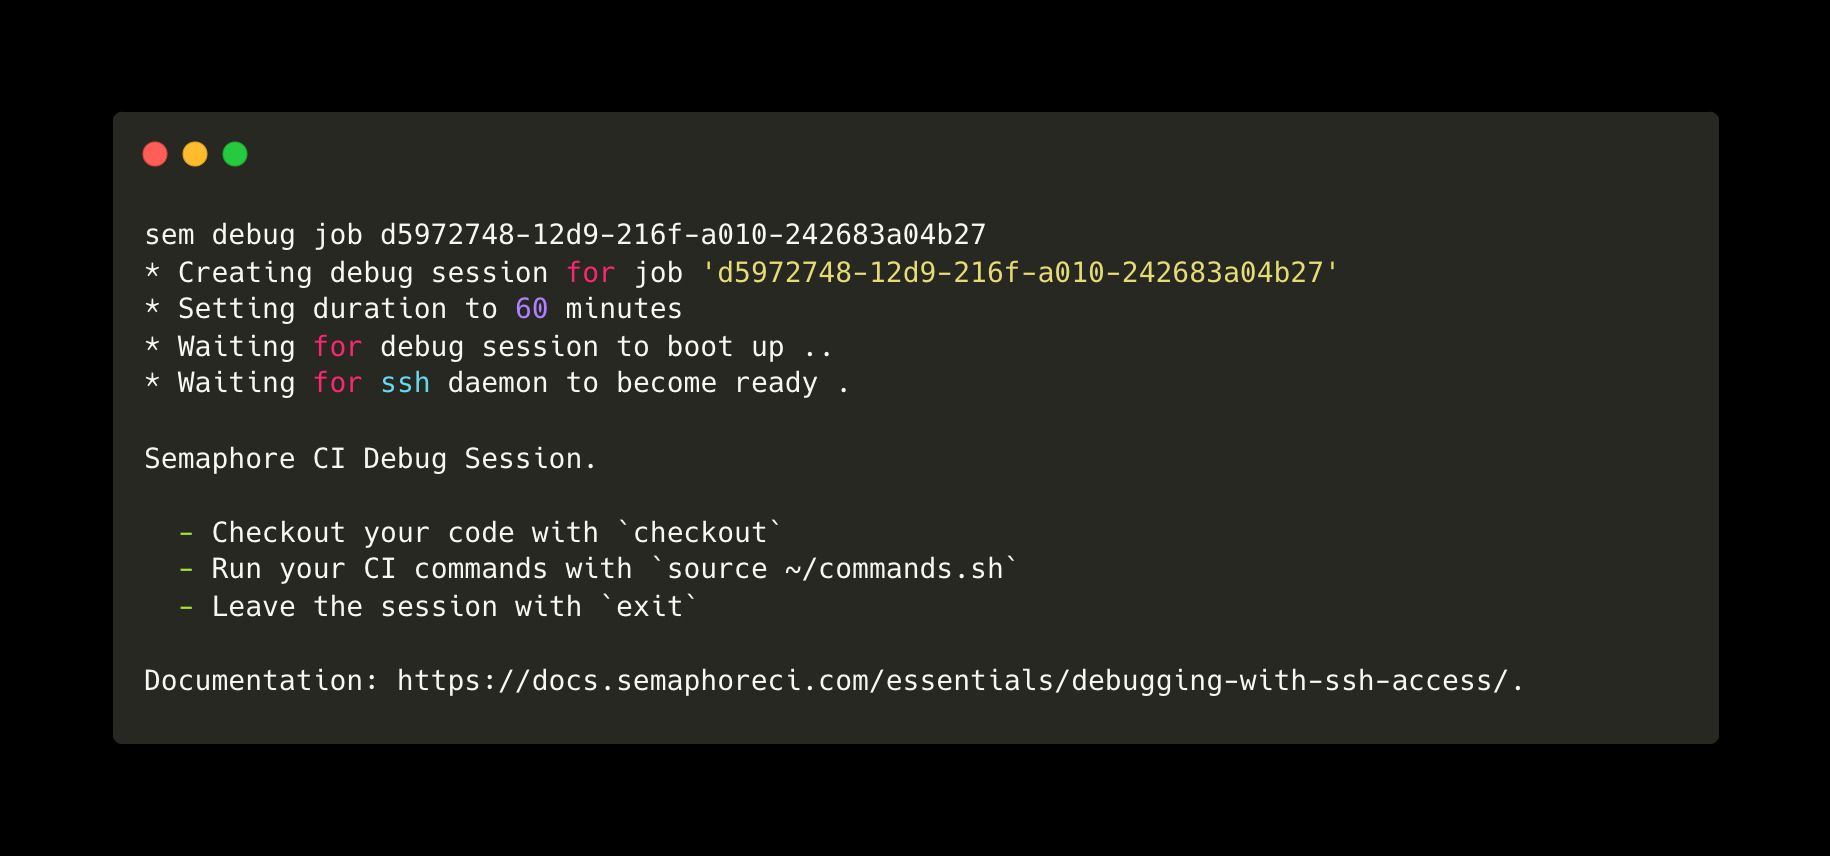 sem debug job d5972748-12d9-216f-a010-242683a04b27
* Creating debug session for job 'd5972748-12d9-216f-a010-242683a04b27'
* Setting duration to 60 minutes
* Waiting for debug session to boot up ..
* Waiting for ssh daemon to become ready .
Semaphore CI Debug Session.
- Checkout your code with `checkout`
- Run your CI commands with `source ~/commands.sh`
- Leave the session with `exit`
Documentation: https://docs.semaphoreci.com/essentials/debugging-with-ssh-access/.